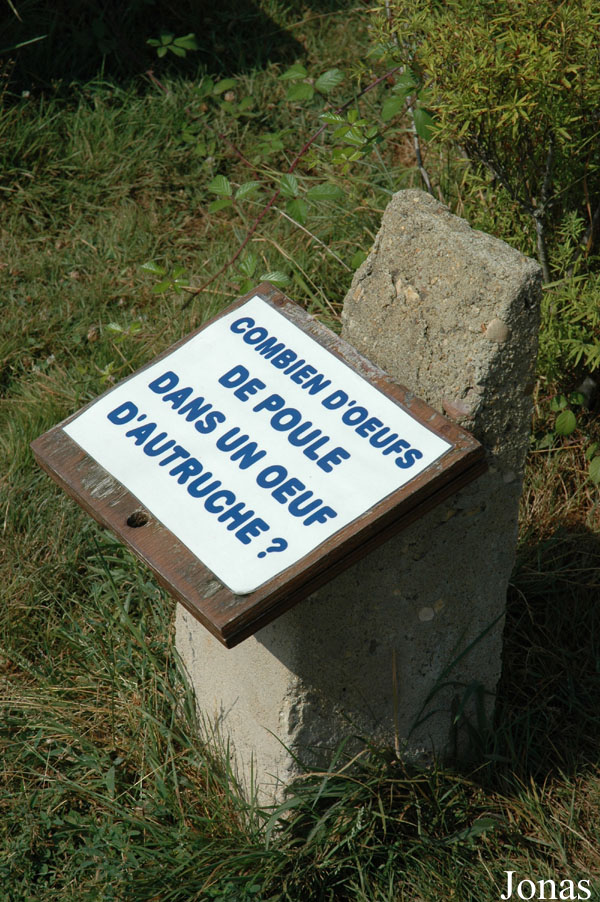 COMBIEN D'OEUFS
DE POULE
DANS UN OEUF
D'AUTRUCHE ?
Jonas